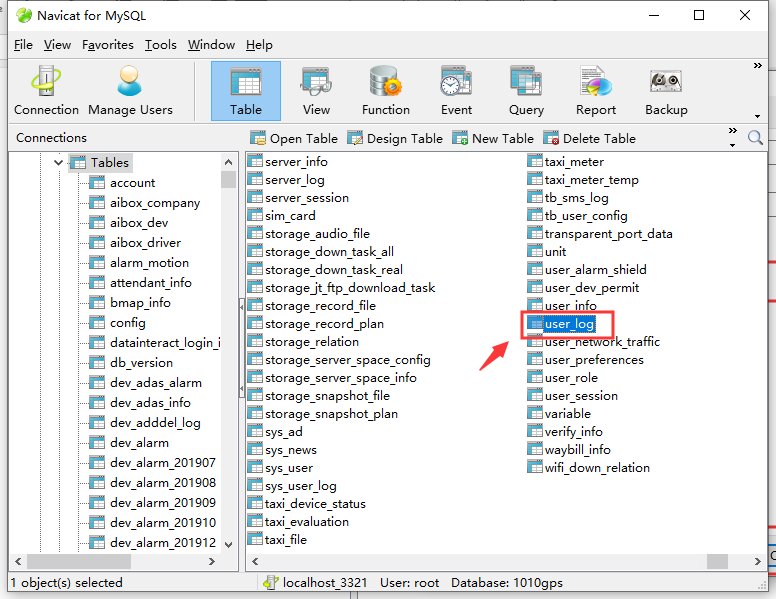 Navicat for MySQL
File View Favorites Tools Window Help
Connection Manage Users Table View Function Event Query Report Backup
Connections
Open Table Design Table New Table Delete Table
Tables
account
aibox_company
aibox_dev
aibox_driver
alarm_motion
attendant_info
bmap_info
config
datainteract_login_i
db_version
dev_adas_alarm
dev_adas_info
dev_adddel_log
dev_alarm
dev_alarm_201907
dev_alarm_201908
dev_alarm_201909
dev_alarm_201910
dev_alarm_201912
server_info
server_log
server_session
sim_card
storage_audio_file
storage_down_task_all
storage_down_task_real
storage_jt_ftp_download_task
storage_record_file
storage_record_plan
storage_relation
storage_server_space_config
storage_server_space_info
storage_snapshot_file
storage_snapshot_plan
sys_ad
sys_news
sys_user
sys_user_log
taxi_device_status
taxi_evaluation
taxi_file
taxi_meter
taxi_meter_temp
tb_sms_log
tb_user_config
transparent_port_data
unit
user_alarm_shield
user_dev_permit
user_info
user_log
user_network_traffic
user_preferences
user_role
user_session
variable
verify_info
waybill_info
wifi_down_relation
1 object(s) selected
localhost_3321 User: root Database: 1010gps